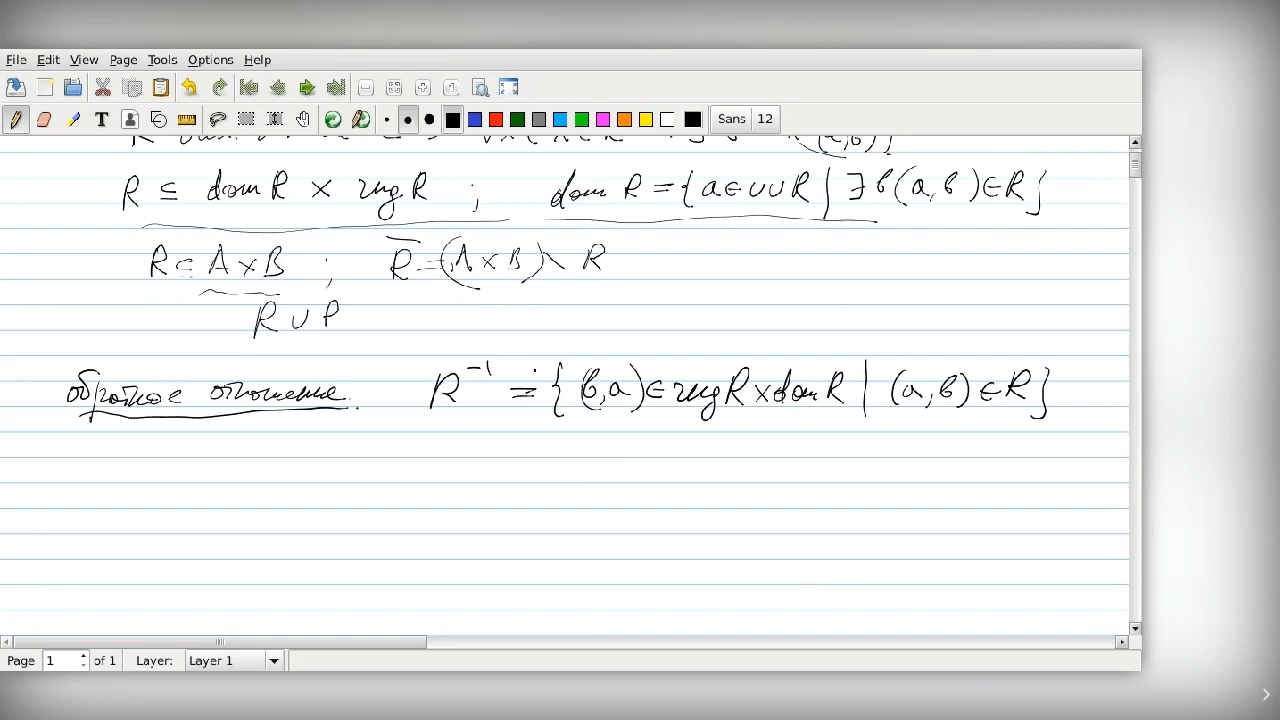 File Edit View Page Tools Options Help
Sans 12
R ⊆ dom R × rng R ; dom R = {a ∈ ∪∪R | ∃ b (a, b) ∈ R}
R ⊆ A × B ; R̅ = (A × B) \ R
R ∪ P
обратное отношение. R⁻¹ ≐ { (b, a) ∈ rng R × dom R | (a, b) ∈ R }
Page 1 of 1 Layer: Layer 1